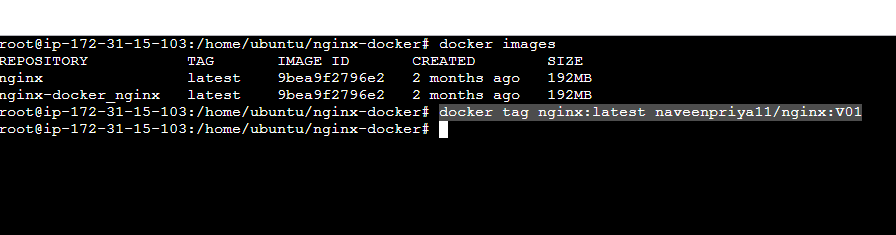 root@ip-172-31-15-103:/home/ubuntu/nginx-docker# docker images
REPOSITORY TAG IMAGE ID CREATED SIZE
nginx latest 9bea9f2796e2 2 months ago 192MB
nginx-docker_nginx latest 9bea9f2796e2 2 months ago 192MB
root@ip-172-31-15-103:/home/ubuntu/nginx-docker# docker tag nginx:latest naveenpriya11/nginx:V01
root@ip-172-31-15-103:/home/ubuntu/nginx-docker#